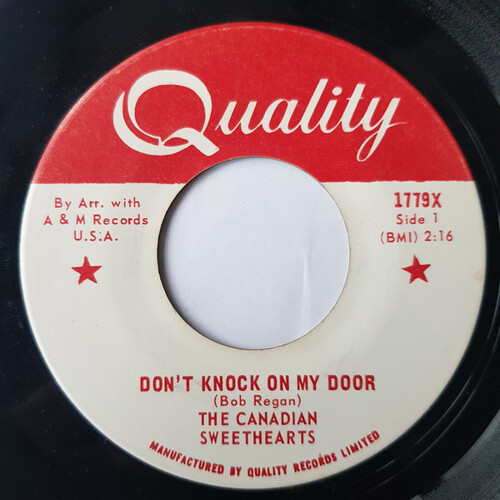 Quality
By Arr. with
A & M Records
U.S.A.
1779X
Side 1
(BMI) 2:16
DON'T KNOCK ON MY DOOR
(Bob Regan)
THE CANADIAN
SWEETHEARTS
MANUFACTURED BY QUALITY RECORDS LIMITED